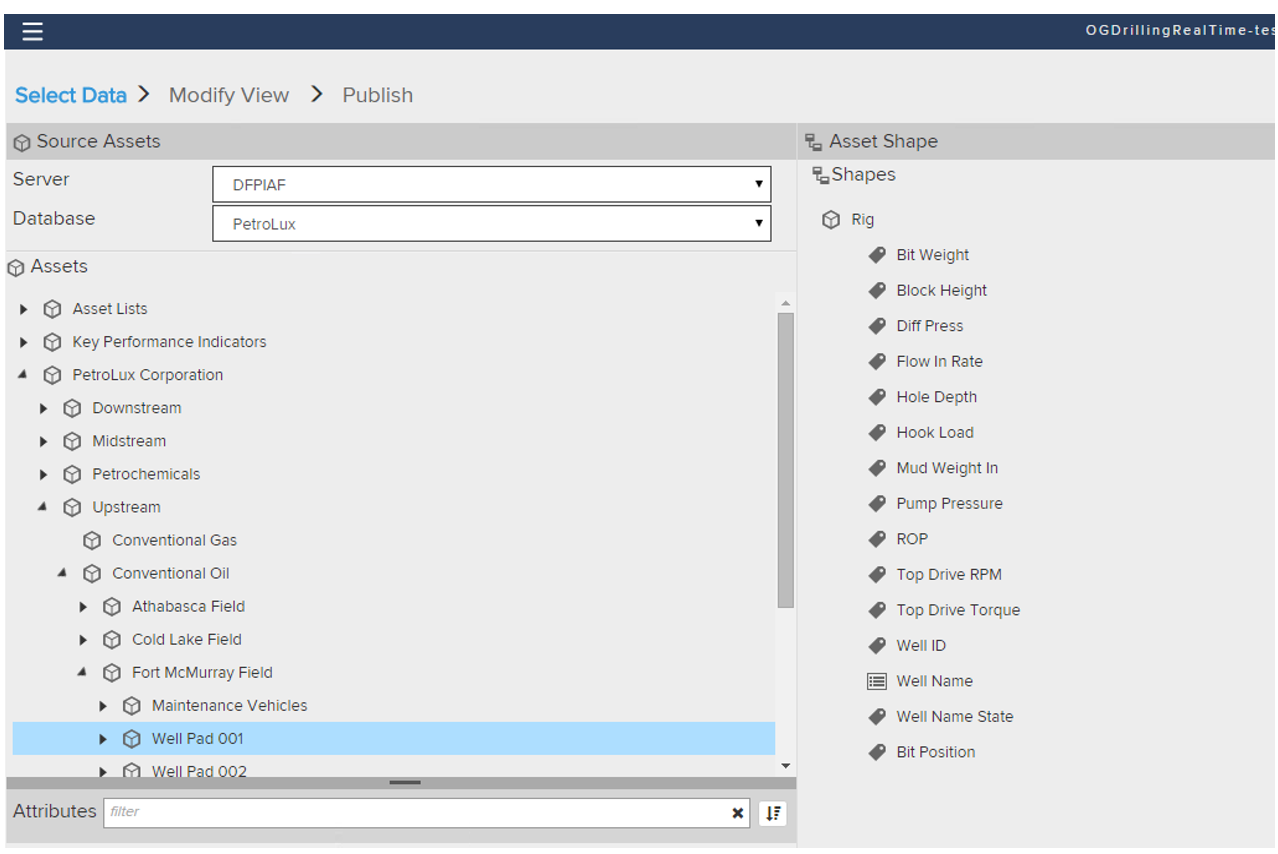 OGDrillingRealTime-tes
Select Data > Modify View > Publish
Source Assets
Server
DFPIAF
Database
PetroLux
Assets
Asset Lists
Key Performance Indicators
PetroLux Corporation
Downstream
Midstream
Petrochemicals
Upstream
Conventional Gas
Conventional Oil
Athabasca Field
Cold Lake Field
Fort McMurray Field
Maintenance Vehicles
Well Pad 001
Well Pad 002
Attributes
filter
Asset Shape
Shapes
Rig
Bit Weight
Block Height
Diff Press
Flow In Rate
Hole Depth
Hook Load
Mud Weight In
Pump Pressure
ROP
Top Drive RPM
Top Drive Torque
Well ID
Well Name
Well Name State
Bit Position